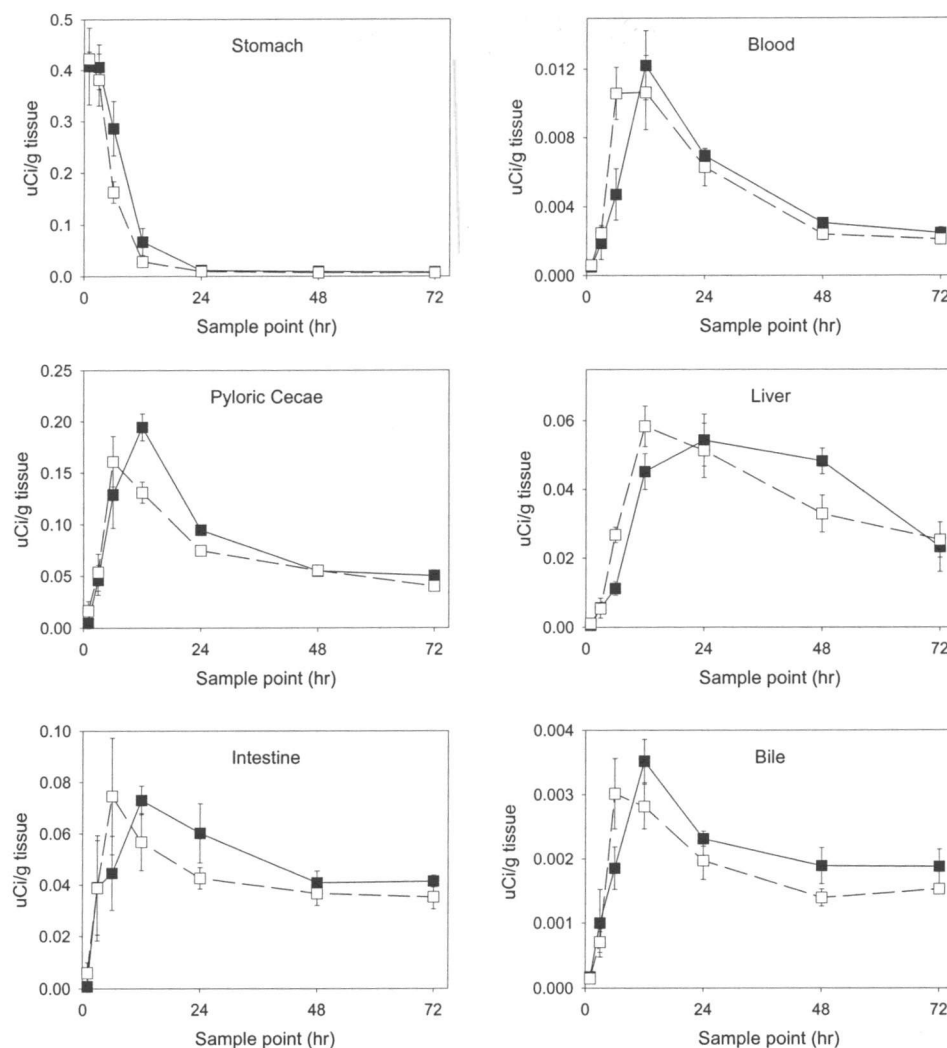 Stomach
uCi/g tissue
0.5
0.4
0.3
0.2
0.1
0.0
0 24 48 72
Sample point (hr)
Blood
uCi/g tissue
0.012
0.008
0.004
0.000
0 24 48 72
Sample point (hr)
Pyloric Cecae
uCi/g tissue
0.25
0.20
0.15
0.10
0.05
0.00
0 24 48 72
Sample point (hr)
Liver
uCi/g tissue
0.06
0.04
0.02
0.00
0 24 48 72
Sample point (hr)
Intestine
uCi/g tissue
0.10
0.08
0.06
0.04
0.02
0.00
0 24 48 72
Sample point (hr)
Bile
uCi/g tissue
0.004
0.003
0.002
0.001
0.000
0 24 48 72
Sample point (hr)